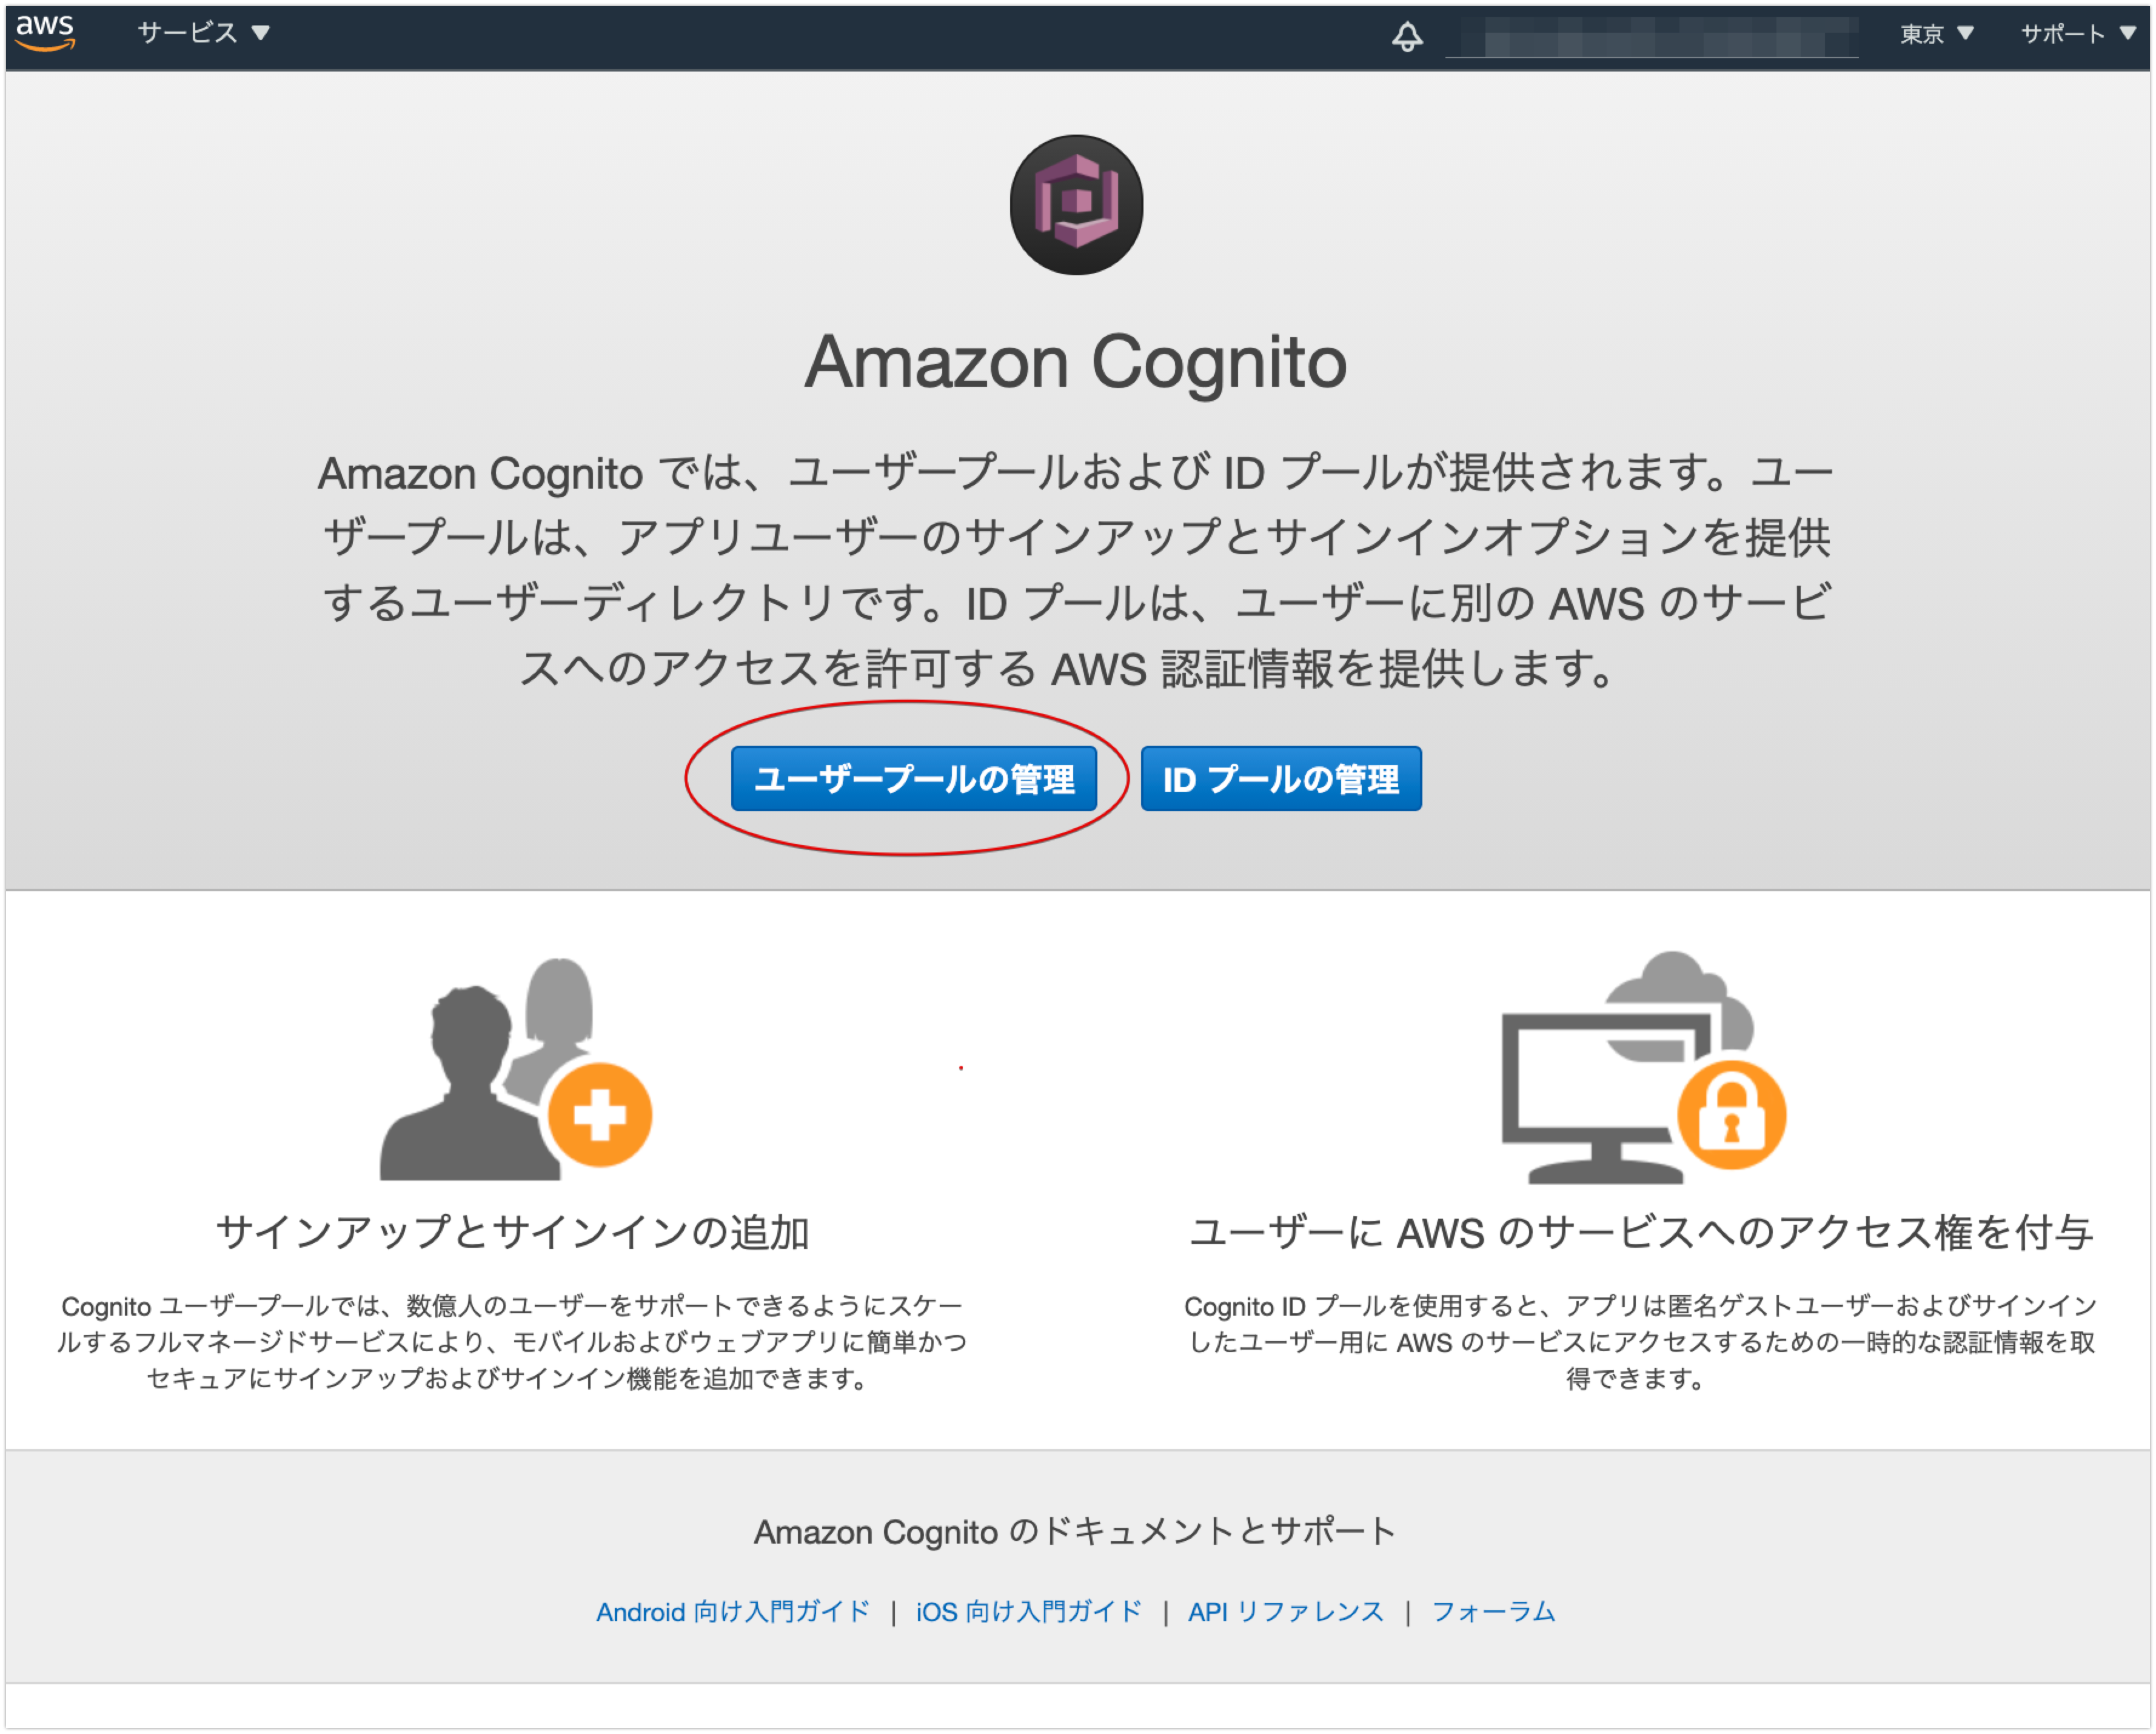 aws サービス 東京 サポート
Amazon Cognito
Amazon Cognito では、ユーザープールおよび ID プールが提供されます。ユー
ザープールは、アプリユーザーのサインアップとサインインオプションを提供
するユーザーディレクトリです。ID プールは、ユーザーに別の AWS のサービ
スへのアクセスを許可する AWS 認証情報を提供します。
ユーザープールの管理 ID プールの管理
サインアップとサインインの追加
Cognito ユーザープールでは、数億人のユーザーをサポートできるようにスケー
ルするフルマネージドサービスにより、モバイルおよびウェブアプリに簡単かつ
セキュアにサインアップおよびサインイン機能を追加できます。
ユーザーに AWS のサービスへのアクセス権を付与
Cognito ID プールを使用すると、アプリは匿名ゲストユーザーおよびサインイン
したユーザー用に AWS のサービスにアクセスするための一時的な認証情報を取
得できます。
Amazon Cognito のドキュメントとサポート
Android 向け入門ガイド | iOS 向け入門ガイド | API リファレンス | フォーラム